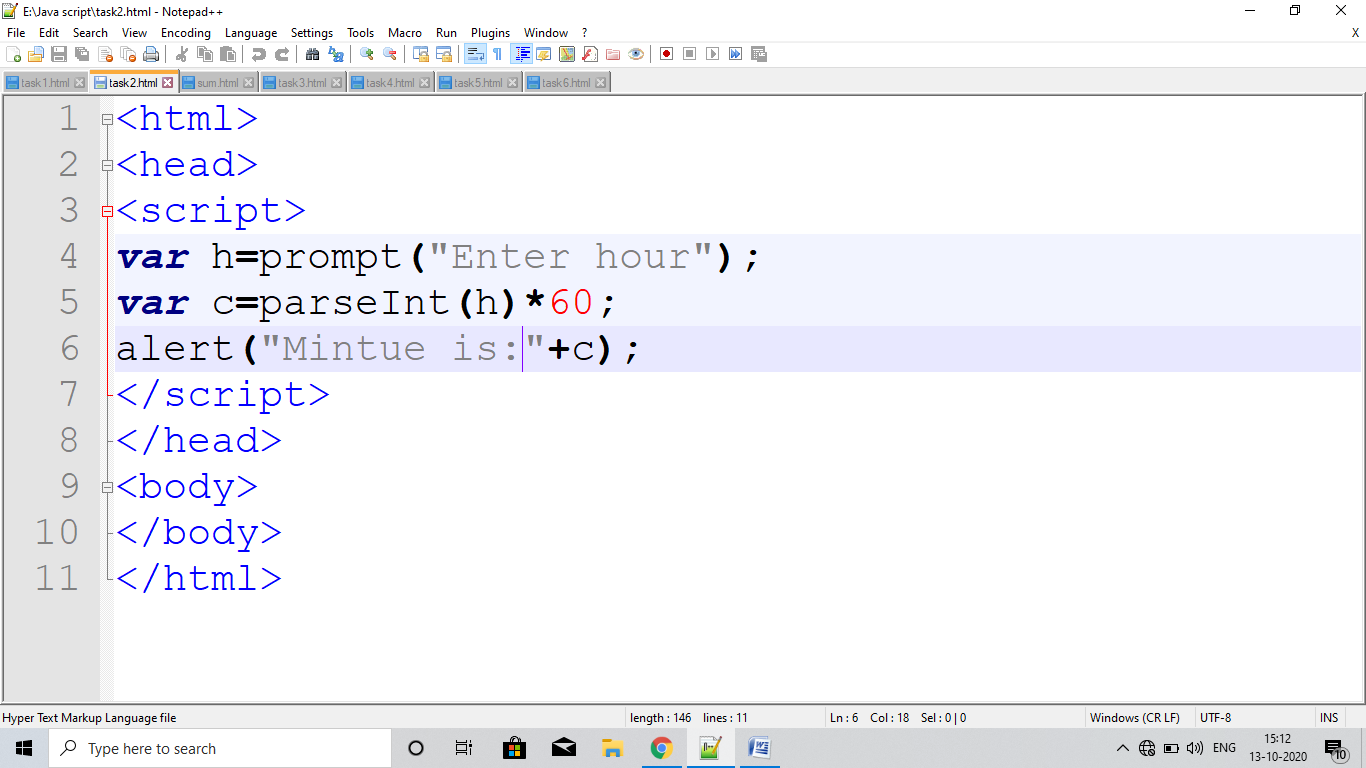 E:\Java script\task2.html - Notepad++
File Edit Search View Encoding Language Settings Tools Macro Run Plugins Window ? X
task1.html task2.html sum.html task3.html task4.html task5.html task6.html
1 <html>
2 <head>
3 <script>
4 var h=prompt("Enter hour");
5 var c=parseInt(h)*60;
6 alert("Mintue is:"+c);
7 </script>
8 </head>
9 <body>
10 </body>
11 </html>
Hyper Text Markup Language file length : 146 lines : 11 Ln : 6 Col : 18 Sel : 0 | 0 Windows (CR LF) UTF-8 INS
Type here to search ENG 15:12
13-10-2020 10